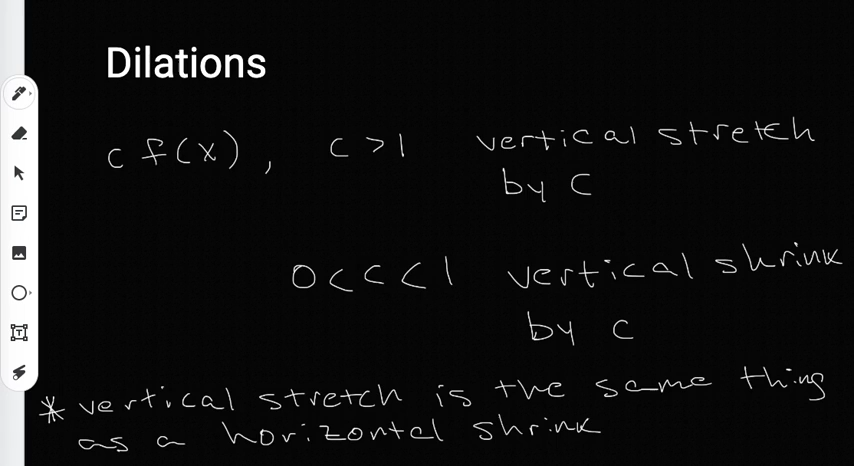 Dilations
c f(x), c > 1 vertical stretch
by c
0 < c < 1 vertical shrink
by c
* vertical stretch is the same thing
as a horizontal shrink